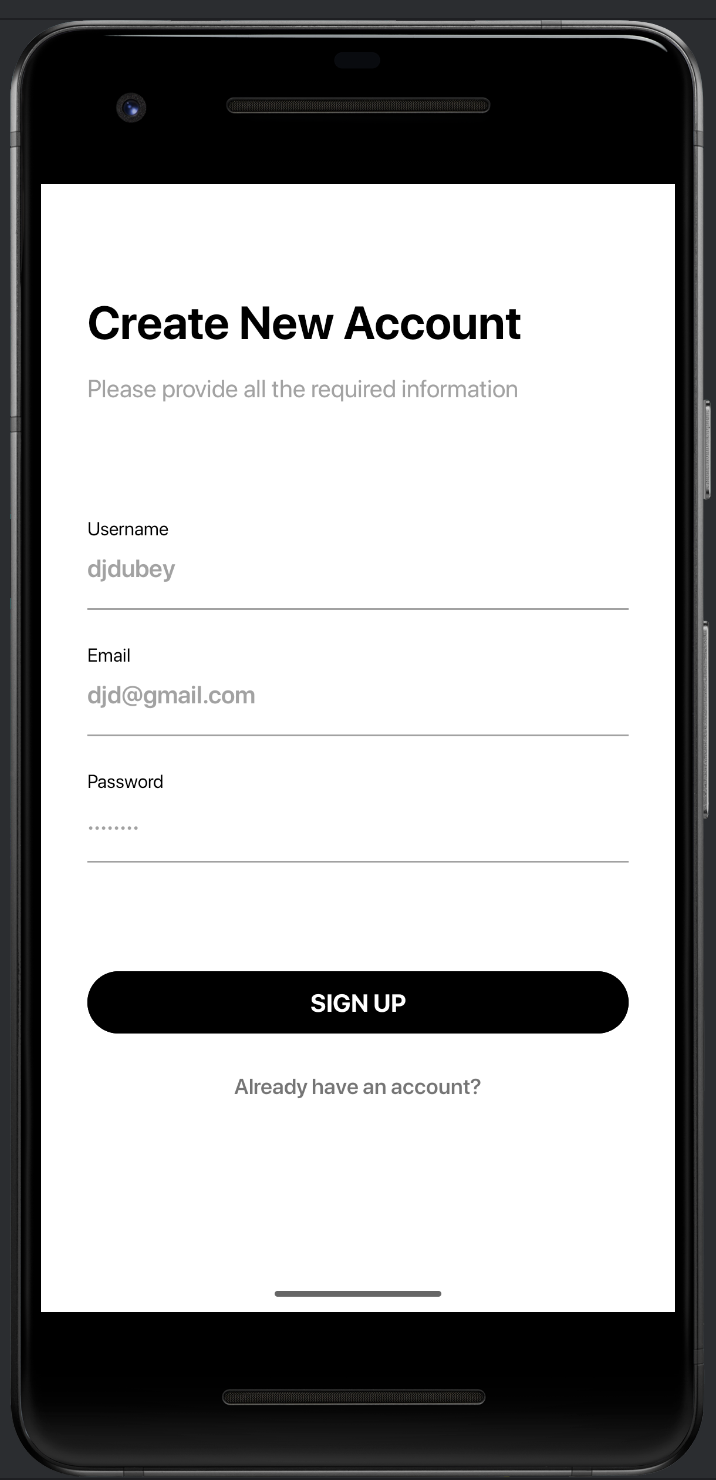 Create New Account
Please provide all the required information
Username
djdubey
Email
djd@gmail.com
Password
········
SIGN UP
Already have an account?